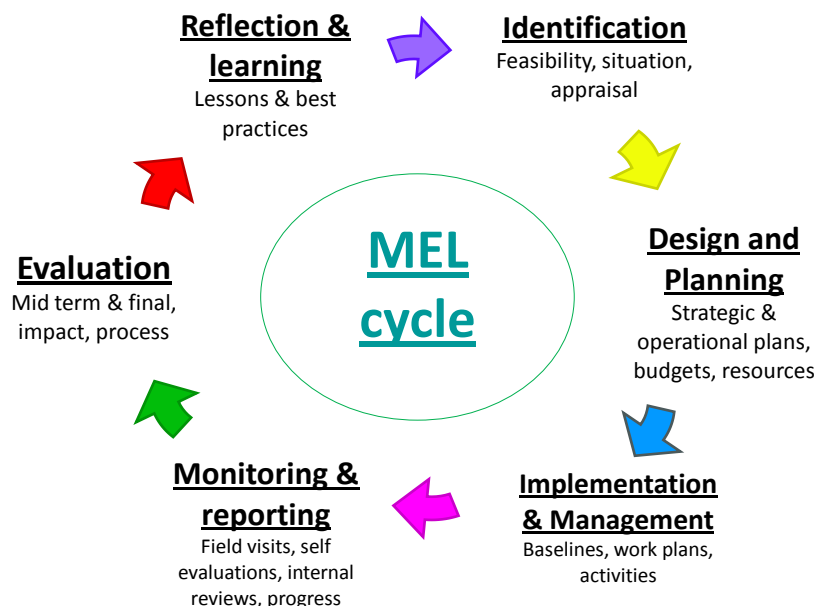 Reflection &
learning
Lessons & best
practices
Identification
Feasibility, situation,
appraisal
Design and
Planning
Strategic &
operational plans,
budgets, resources
Implementation
& Management
Baselines, work plans,
activities
Monitoring &
reporting
Field visits, self
evaluations, internal
reviews, progress
Evaluation
Mid term & final,
impact, process
MEL
cycle